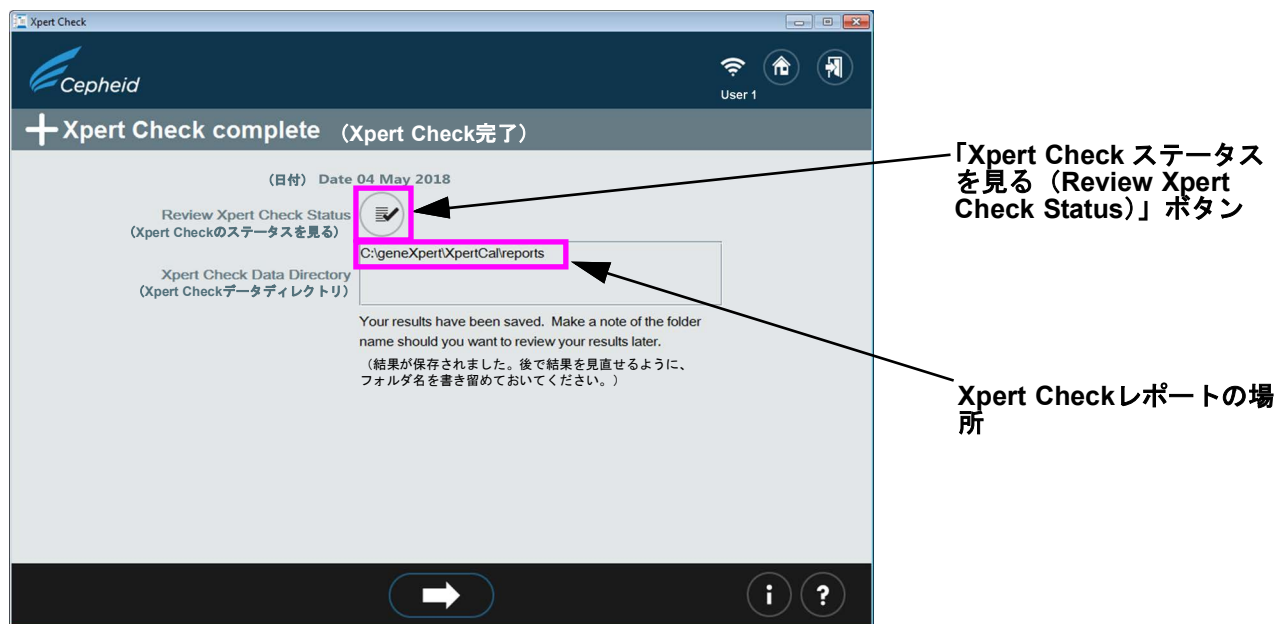 Xpert Check
Cepheid
User 1
Xpert Check complete （Xpert Check完了）
（日付） Date 04 May 2018
Review Xpert Check Status
（Xpert Checkのステータスを見る）
C:\geneXpert\XpertCal\reports
Xpert Check Data Directory
（Xpert Checkデータディレクトリ）
Your results have been saved. Make a note of the folder
name should you want to review your results later.
（結果が保存されました。後で結果を見直せるように、
フォルダ名を書き留めておいてください。）
i ?
「Xpert Check ステータス
を見る（Review Xpert
Check Status）」ボタン
Xpert Checkレポートの場
所